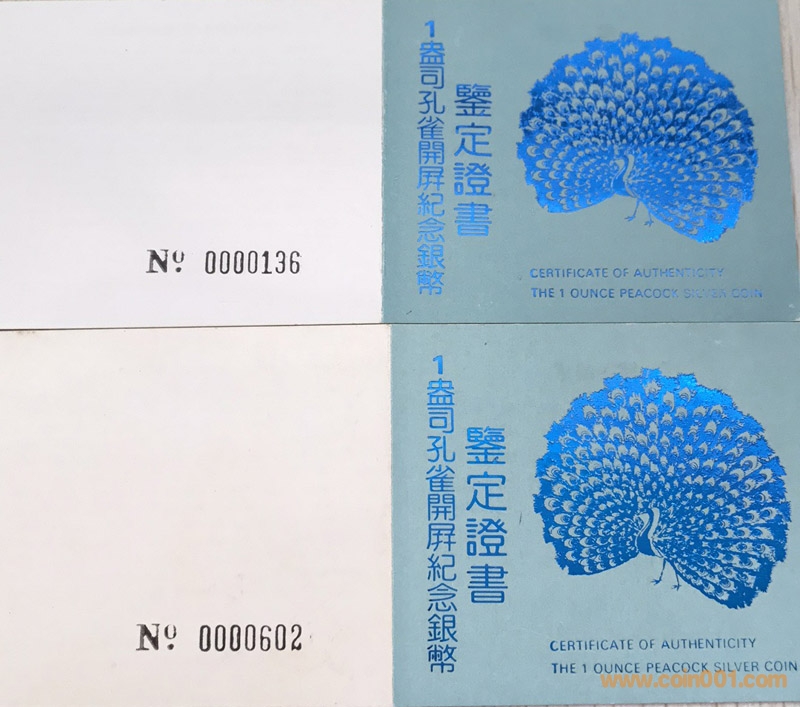 1盎司孔雀開屏紀念銀幣
鑒定證書
Nº 0000136
CERTIFICATE OF AUTHENTICITY
THE 1 OUNCE PEACOCK SILVER COIN
1盎司孔雀開屏紀念銀幣
鑒定證書
Nº 0000602
CERTIFICATE OF AUTHENTICITY
THE 1 OUNCE PEACOCK SILVER COIN
www.coin001.com